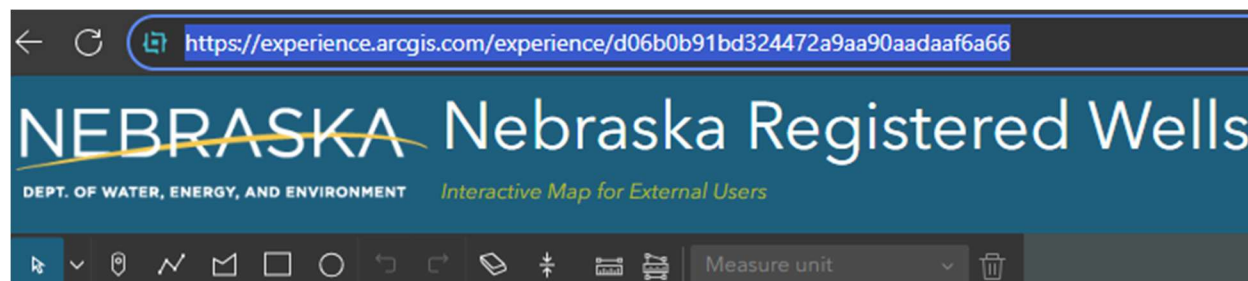 https://experience.arcgis.com/experience/d06b0b91bd324472a9aa90aadaaf6a66
NEBRASKA
DEPT. OF WATER, ENERGY, AND ENVIRONMENT
Nebraska Registered Wells
Interactive Map for External Users
Measure unit